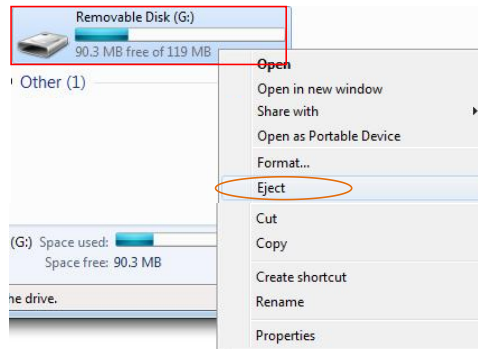 Removable Disk (G:)
90.3 MB free of 119 MB
Other (1)
Open
Open in new window
Share with
Open as Portable Device
Format...
Eject
Cut
Copy
Create shortcut
Rename
Properties
(G:) Space used:
Space free: 90.3 MB
he drive.